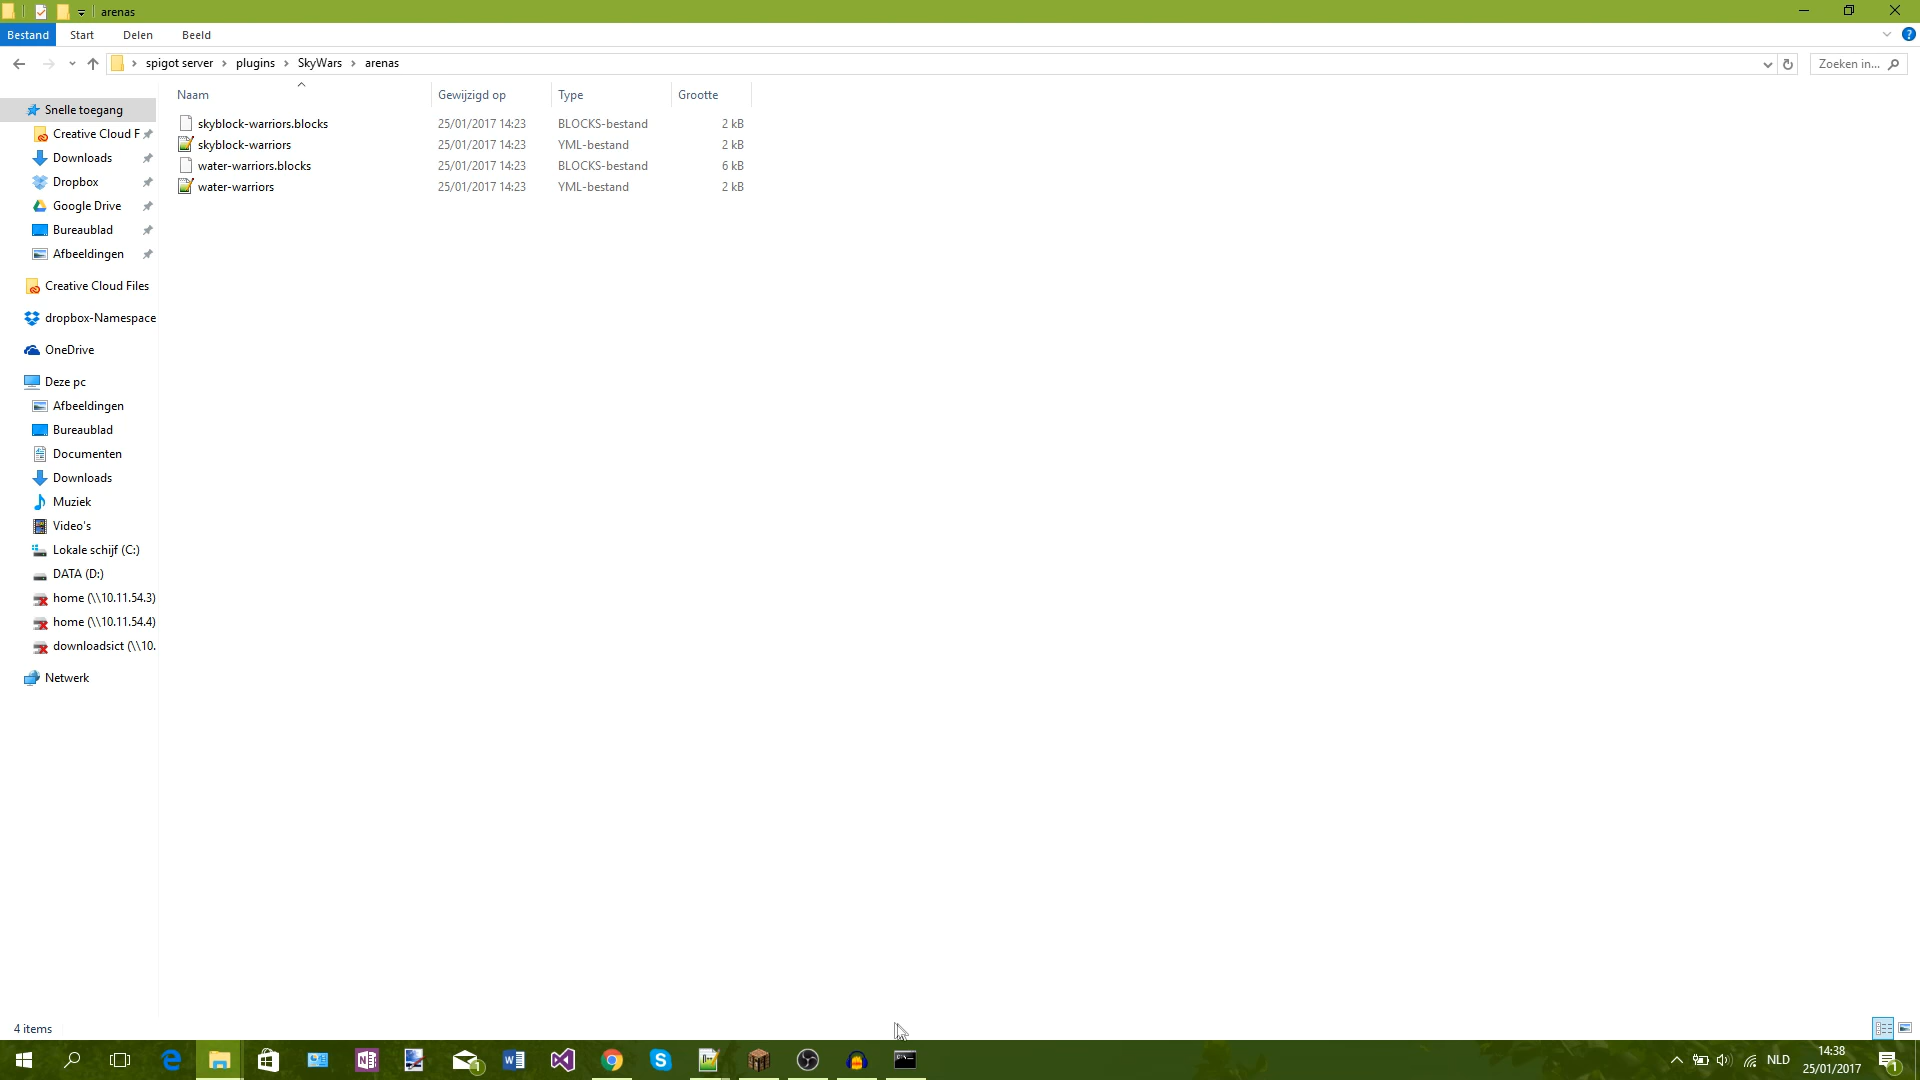 arenas
Bestand Start Delen Beeld
spigot server plugins SkyWars arenas
Zoeken in...
Naam Gewijzigd op Type Grootte
skyblock-warriors.blocks 25/01/2017 14:23 BLOCKS-bestand 2 kB
skyblock-warriors 25/01/2017 14:23 YML-bestand 2 kB
water-warriors.blocks 25/01/2017 14:23 BLOCKS-bestand 6 kB
water-warriors 25/01/2017 14:23 YML-bestand 2 kB
Snelle toegang
Creative Cloud F
Downloads
Dropbox
Google Drive
Bureaublad
Afbeeldingen
Creative Cloud Files
dropbox-Namespace
OneDrive
Deze pc
Afbeeldingen
Bureaublad
Documenten
Downloads
Muziek
Video's
Lokale schijf (C:)
DATA (D:)
home (\\10.11.54.3)
home (\\10.11.54.4)
downloadsict (\\10.
Netwerk
4 items
NLD
14:38
25/01/2017